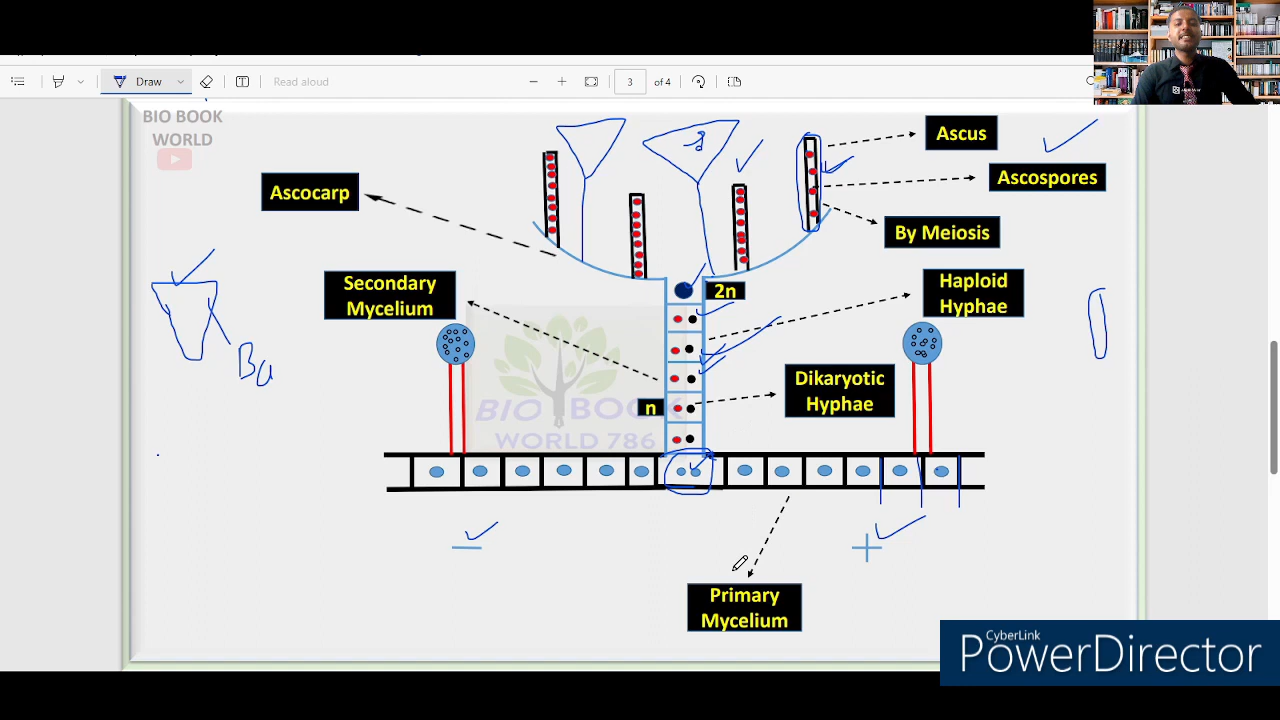 Draw
Read aloud
3
of 4
BIO BOOK
WORLD
Ascus
Ascospores
By Meiosis
Ascocarp
Secondary
Mycelium
2n
Haploid
Hyphae
Dikaryotic
Hyphae
n
BIO BOOK
WORLD 786
Ba
Primary
Mycelium
CyberLink
PowerDirector